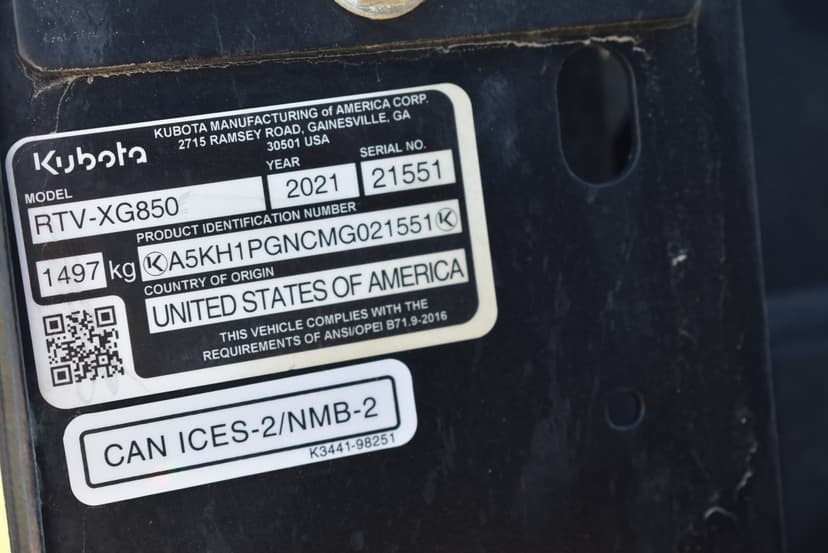 Kubota
KUBOTA MANUFACTURING of AMERICA CORP.
2715 RAMSEY ROAD, GAINESVILLE, GA
30501 USA
MODEL
YEAR
SERIAL NO.
RTV-XG850
2021
21551
PRODUCT IDENTIFICATION NUMBER
1497 kg
K A5KH1PGNCMG021551 K
COUNTRY OF ORIGIN
UNITED STATES OF AMERICA
THIS VEHICLE COMPLIES WITH THE
REQUIREMENTS OF ANSI/OPEI B71.9-2016
CAN ICES-2/NMB-2
K3441-98251